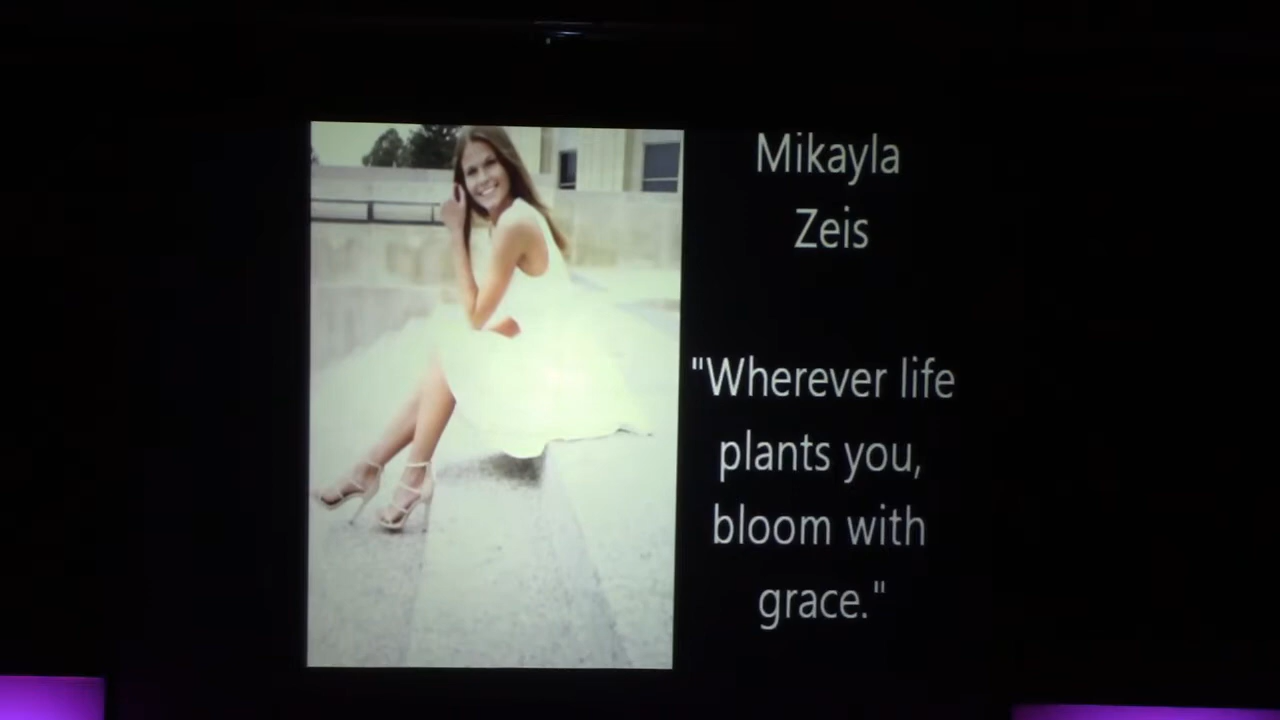 Mikayla
Zeis
"Wherever life
plants you,
bloom with
grace."